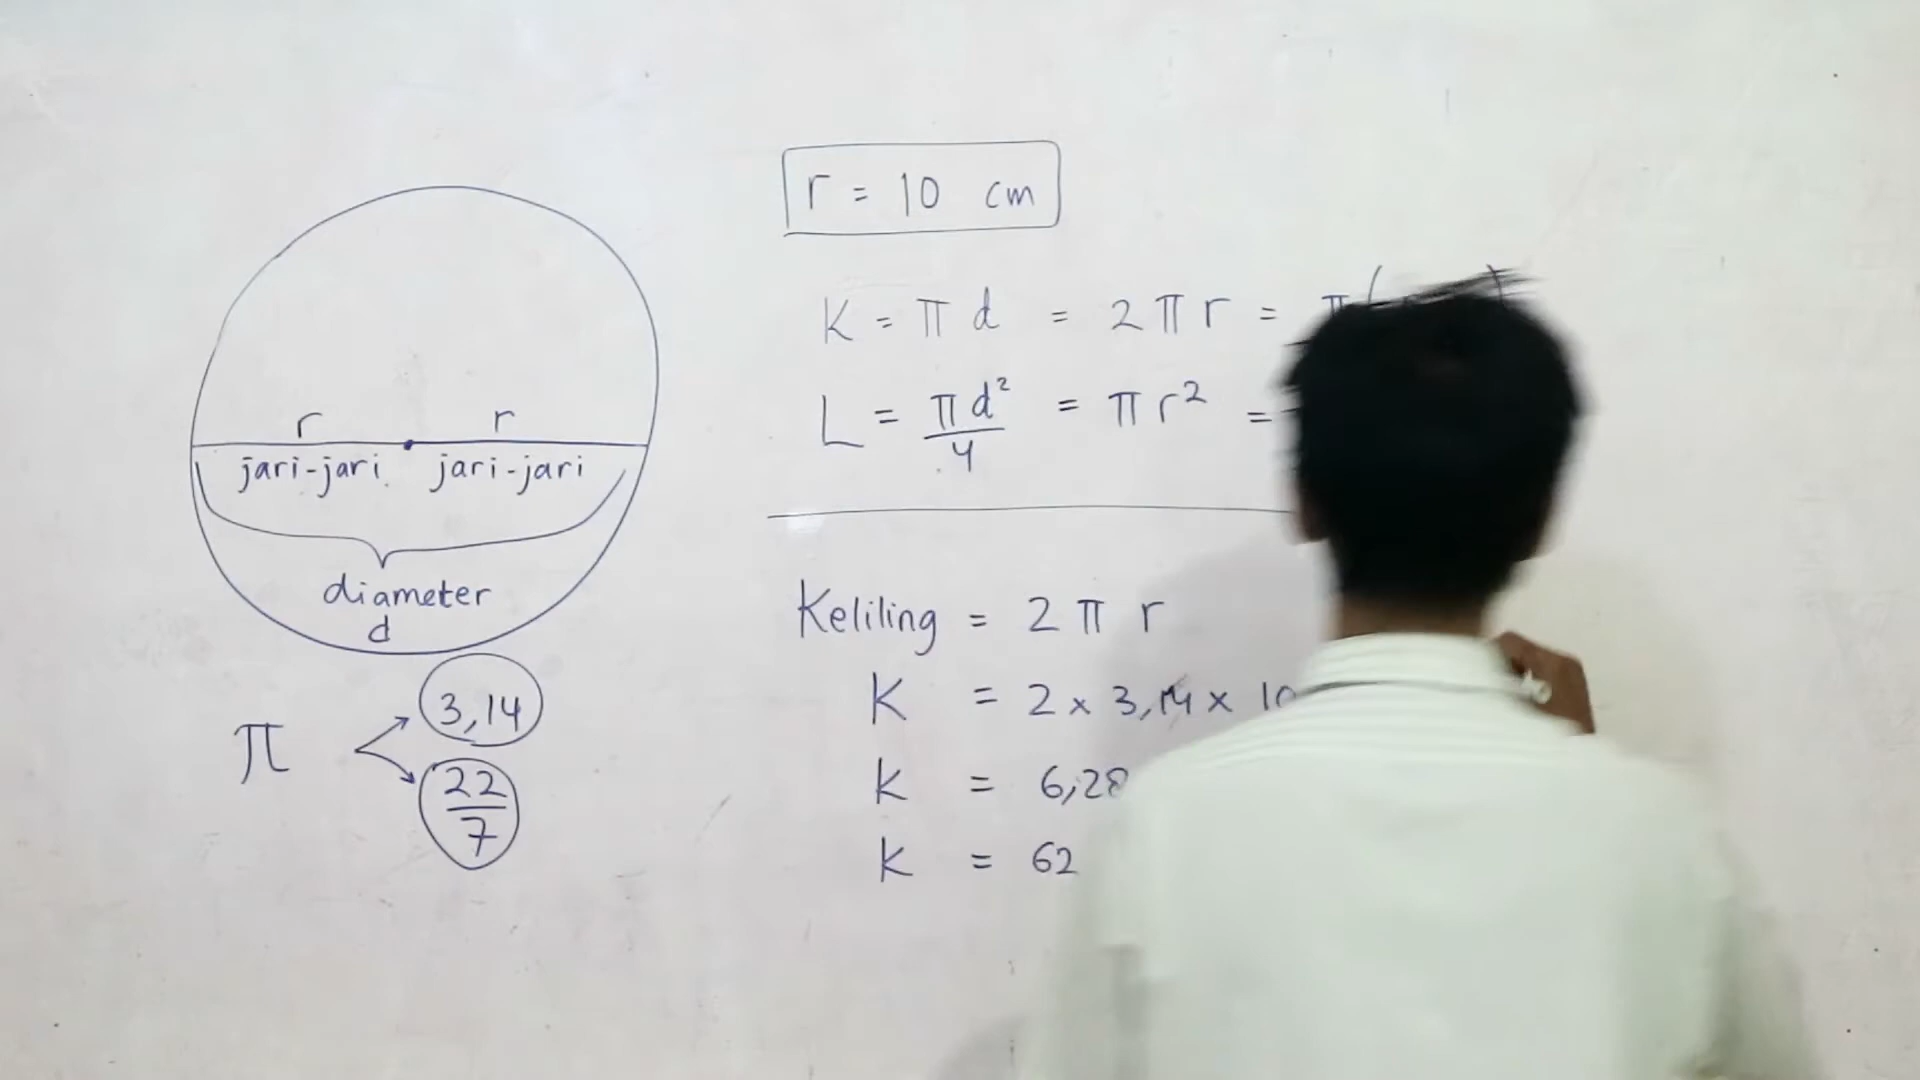 r r
jari-jari jari-jari
diameter
d
π
3,14
22/7
r = 10 cm
K = π d = 2 π r = π (
L = π d²/4 = π r² =
Keliling = 2 π r
K = 2 x 3,14 x 10
K = 6,28
K = 62